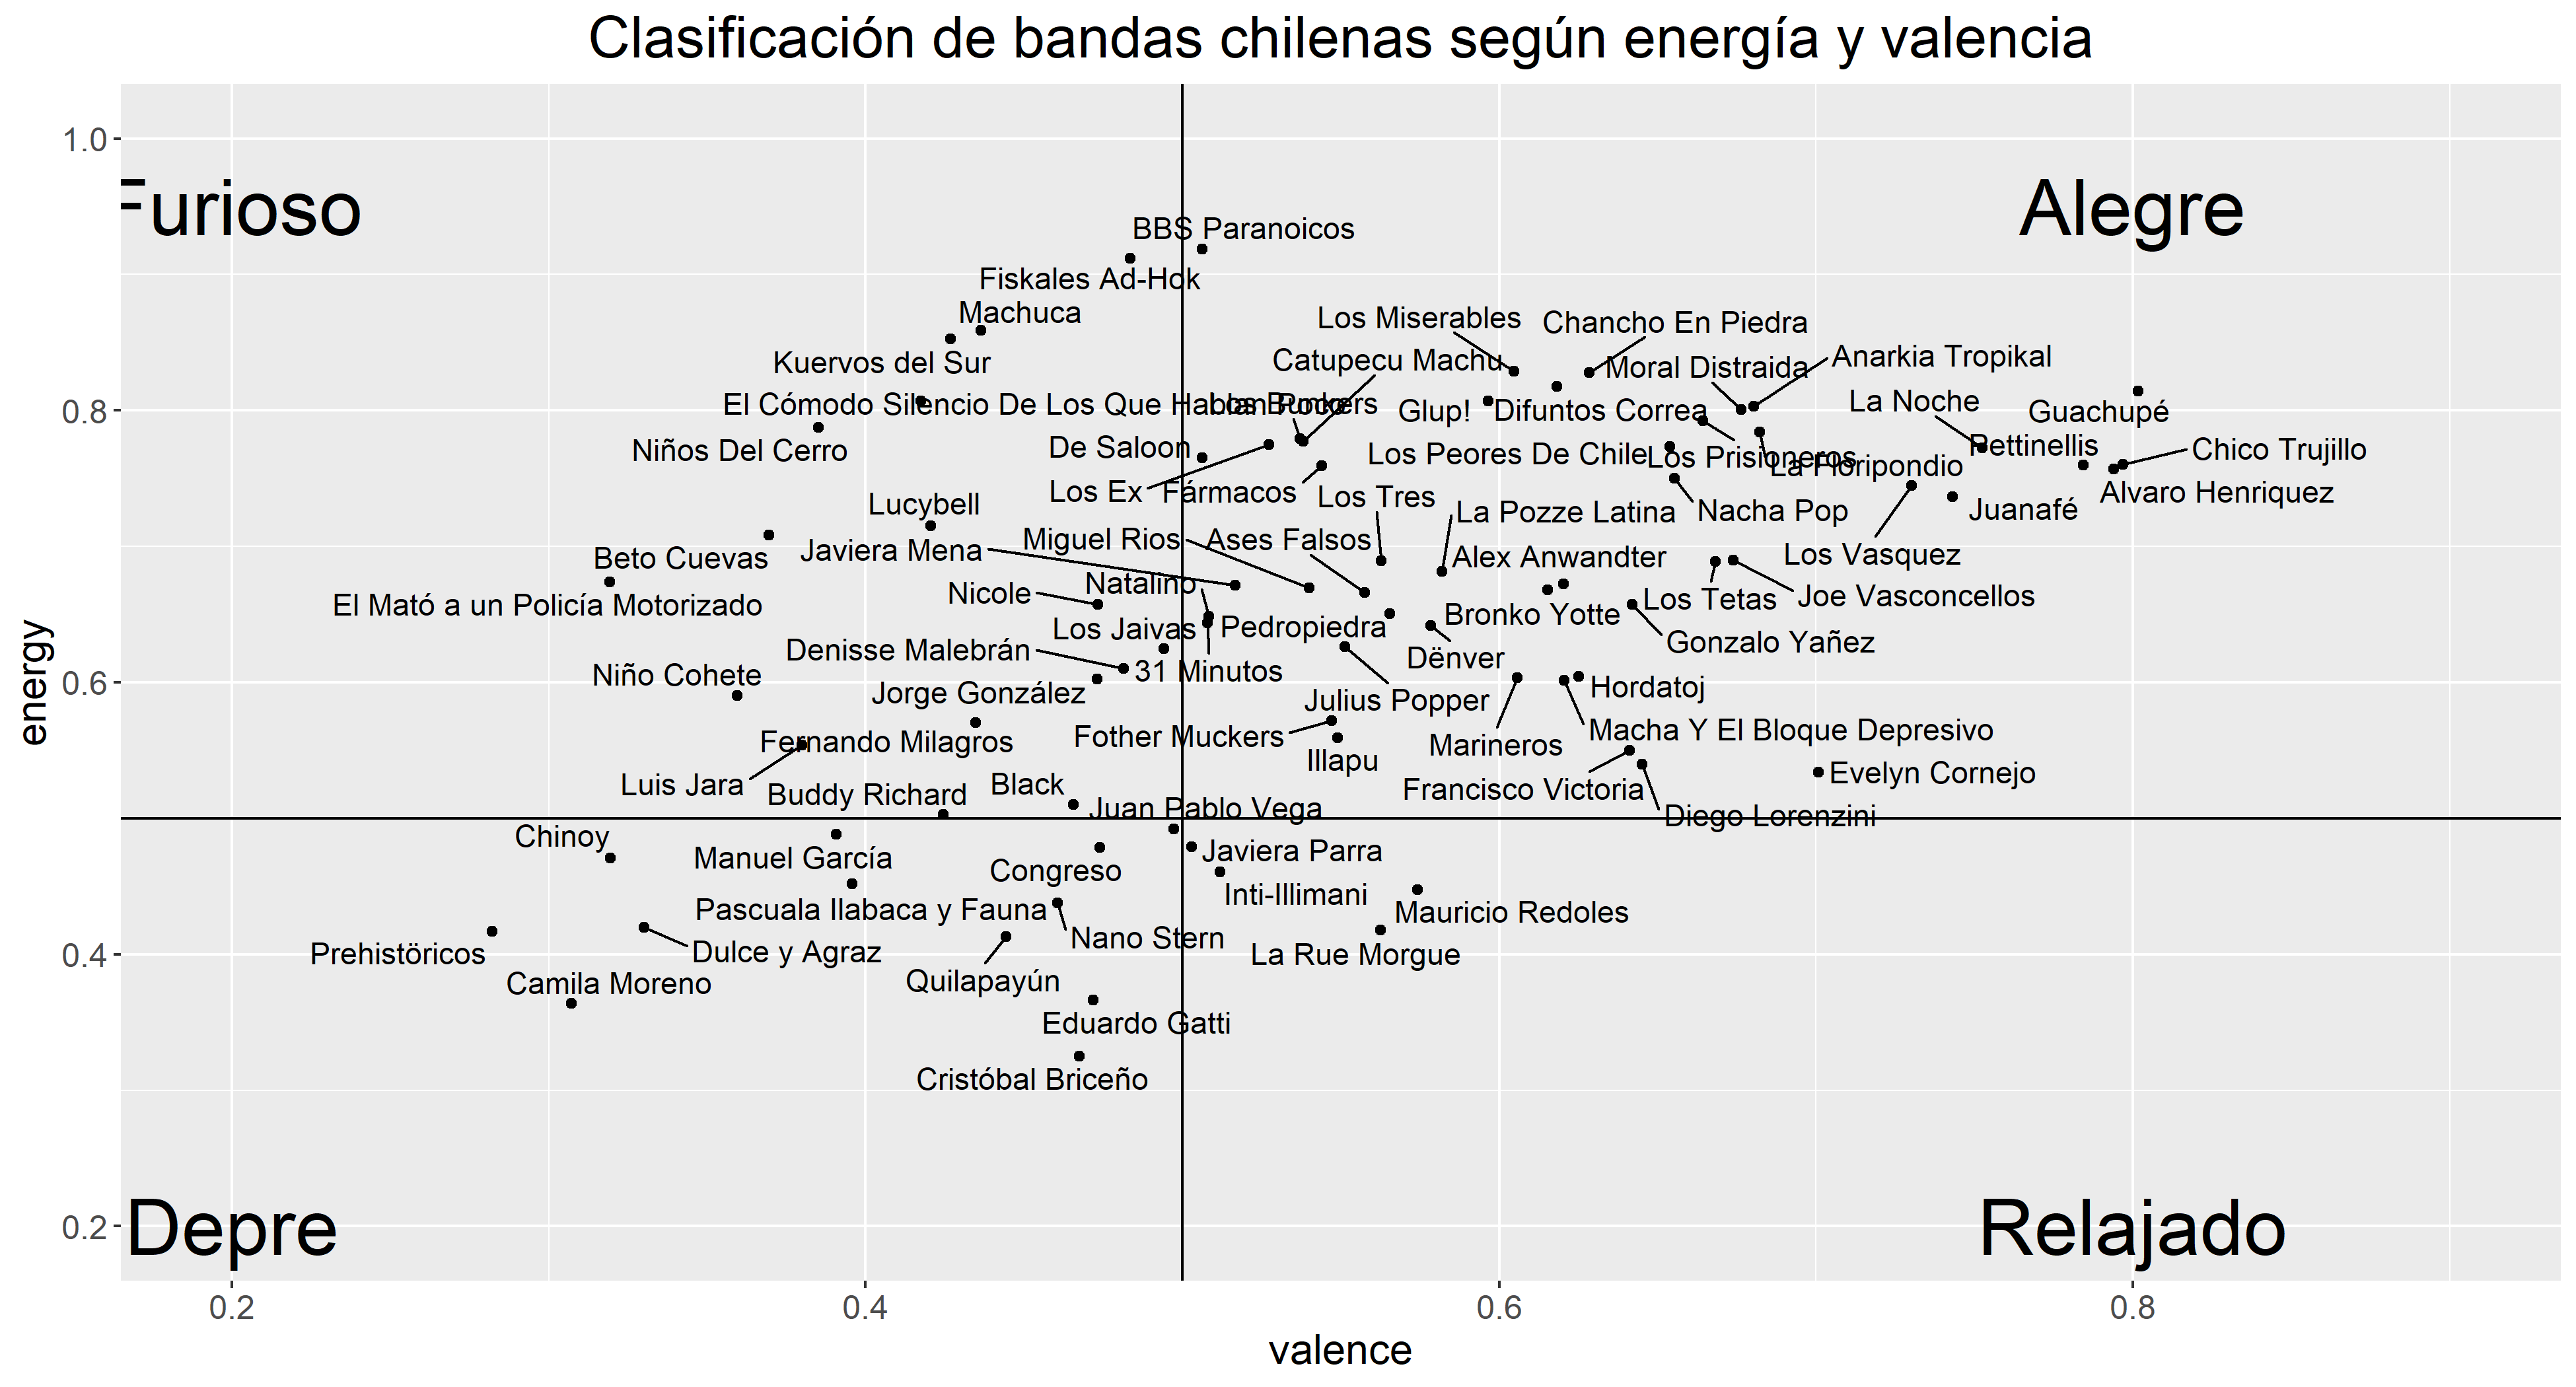 Clasificación de bandas chilenas según energía y valencia
1.0
Furioso
Alegre
BBS Paranoicos
Fiskales Ad-Hok
Machuca
Los Miserables
Chancho En Piedra
Kuervos del Sur
Catupecu Machu
Moral Distraida
Anarkia Tropikal
0.8
El Cómodo Silencio De Los Que Hablan Poco
Los Bunkers
Glup!
Difuntos Correa
La Noche
Guachupé
Niños Del Cerro
De Saloon
Los Peores De Chile
Los Prisioneros
La Floripondio
Pettinellis
Chico Trujillo
Los Ex
Fármacos
Los Tres
Alvaro Henriquez
Lucybell
La Pozze Latina
Nacha Pop
Juanafé
Beto Cuevas
Javiera Mena
Miguel Rios
Ases Falsos
Alex Anwandter
Los Vasquez
El Mató a un Policía Motorizado
Nicole
Natalino
Los Tetas
Joe Vasconcellos
Los Jaivas
Pedropiedra
Bronko Yotte
Gonzalo Yañez
Denisse Malebrán
31 Minutos
Dënver
energy
0.6
Niño Cohete
Jorge González
Julius Popper
Hordatoj
Fernando Milagros
Fother Muckers
Illapu
Marineros
Macha Y El Bloque Depresivo
Luis Jara
Buddy Richard
Black
Francisco Victoria
Evelyn Cornejo
Juan Pablo Vega
Diego Lorenzini
Chinoy
Manuel García
Congreso
Javiera Parra
Inti-Illimani
Pascuala Ilabaca y Fauna
Nano Stern
Mauricio Redoles
0.4
Prehistöricos
Dulce y Agraz
Quilapayún
La Rue Morgue
Camila Moreno
Eduardo Gatti
Cristóbal Briceño
0.2
Depre
Relajado
0.2
0.4
0.6
0.8
valence